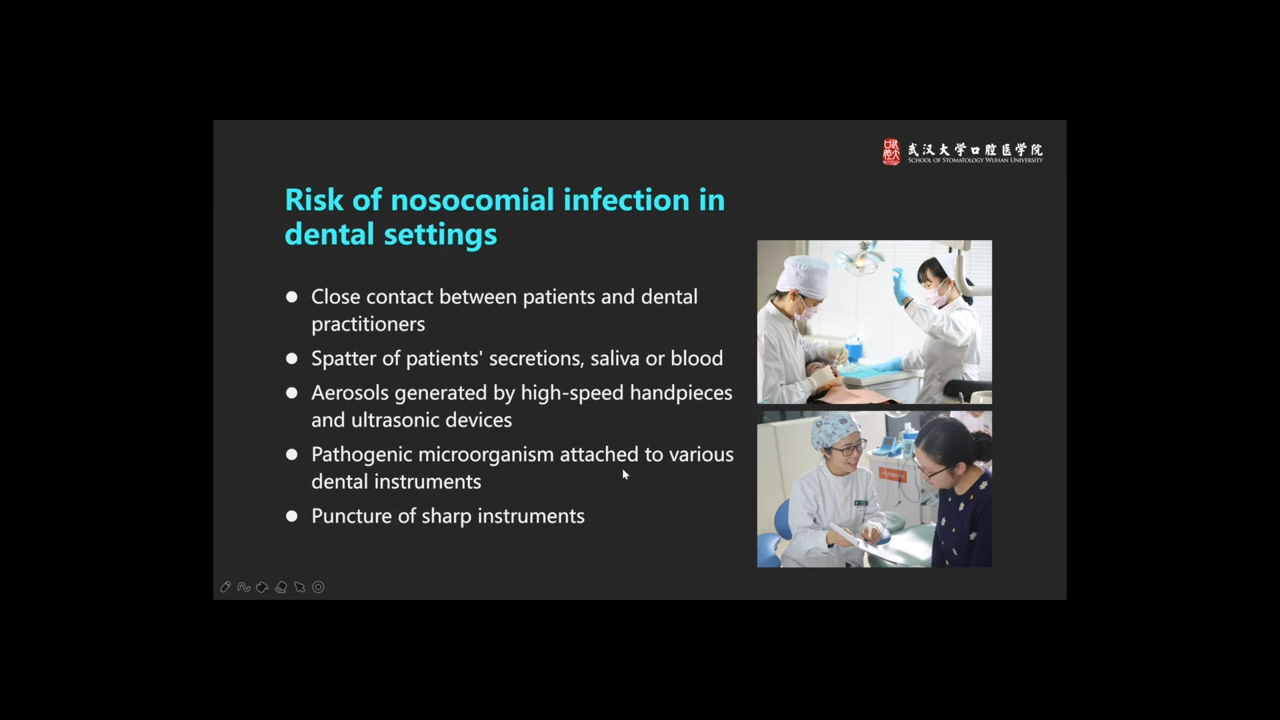 武汉大学口腔医学院
SCHOOL OF STOMATOLOGY WUHAN UNIVERSITY
Risk of nosocomial infection in
dental settings
● Close contact between patients and dental
practitioners
● Spatter of patients' secretions, saliva or blood
● Aerosols generated by high-speed handpieces
and ultrasonic devices
● Pathogenic microorganism attached to various
dental instruments
● Puncture of sharp instruments